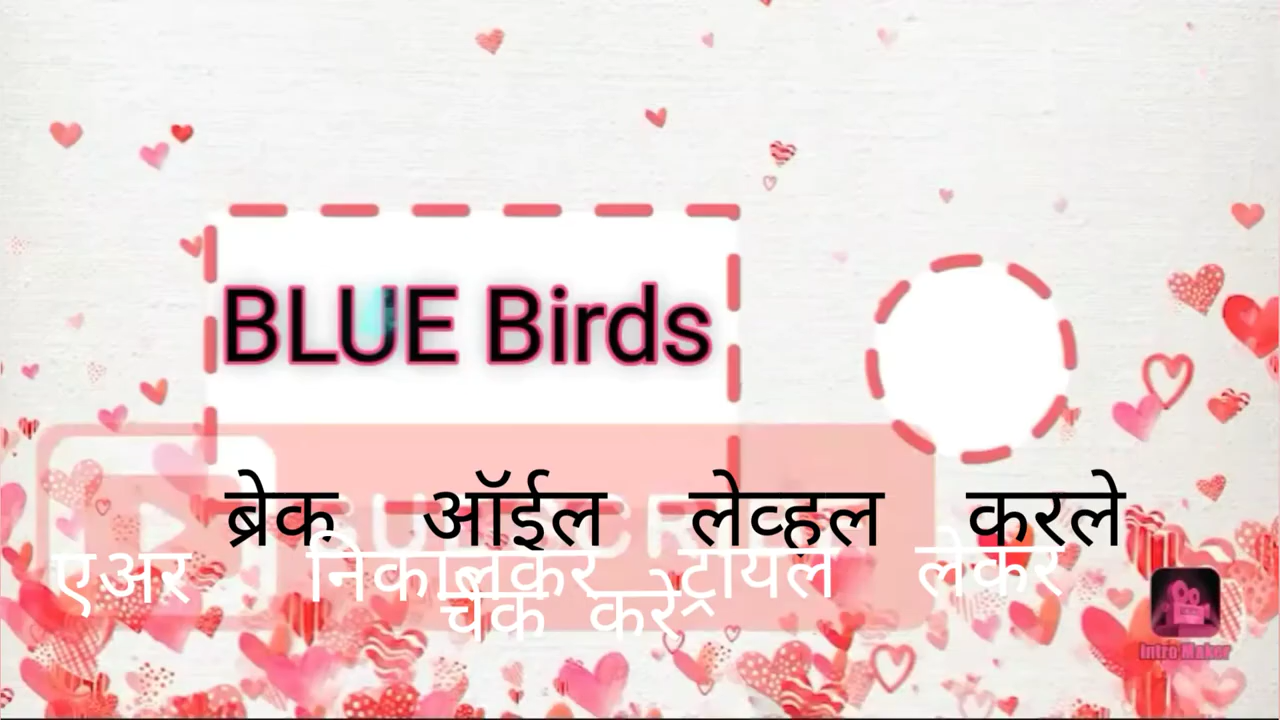 BLUE Birds
ब्रेक ऑईल लेव्हल करले
एअर निकालकर ट्रायल लेकर
चेक करे
Intro Maker